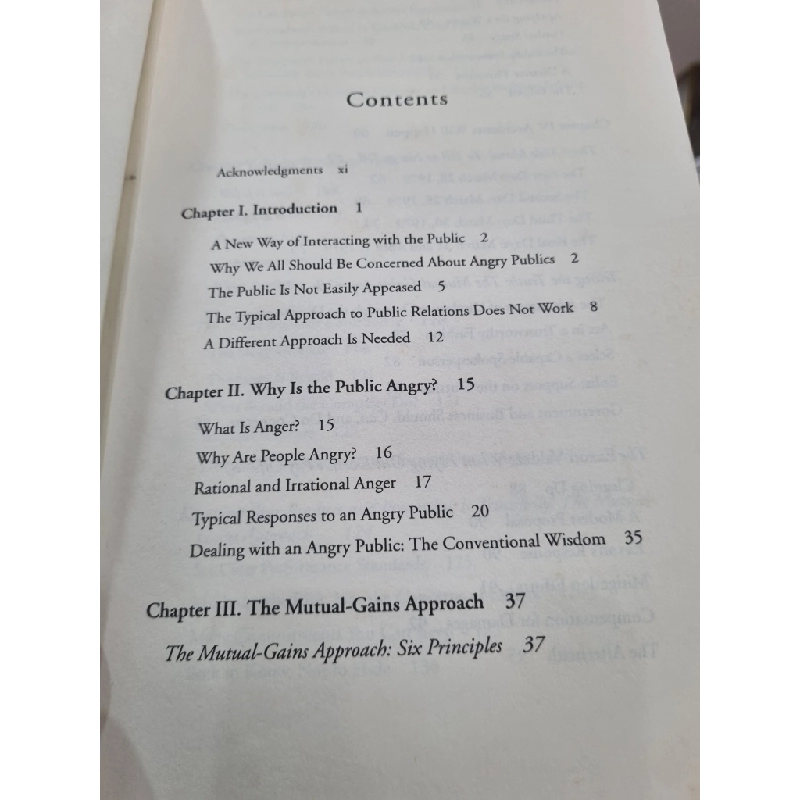 Contents
Acknowledgments xi
Chapter I. Introduction 1
A New Way of Interacting with the Public 2
Why We All Should Be Concerned About Angry Publics 2
The Public Is Not Easily Appeased 5
The Typical Approach to Public Relations Does Not Work 8
A Different Approach Is Needed 12
Chapter II. Why Is the Public Angry? 15
What Is Anger? 15
Why Are People Angry? 16
Rational and Irrational Anger 17
Typical Responses to an Angry Public 20
Dealing with an Angry Public: The Conventional Wisdom 35
Chapter III. The Mutual-Gains Approach 37
The Mutual-Gains Approach: Six Principles 37